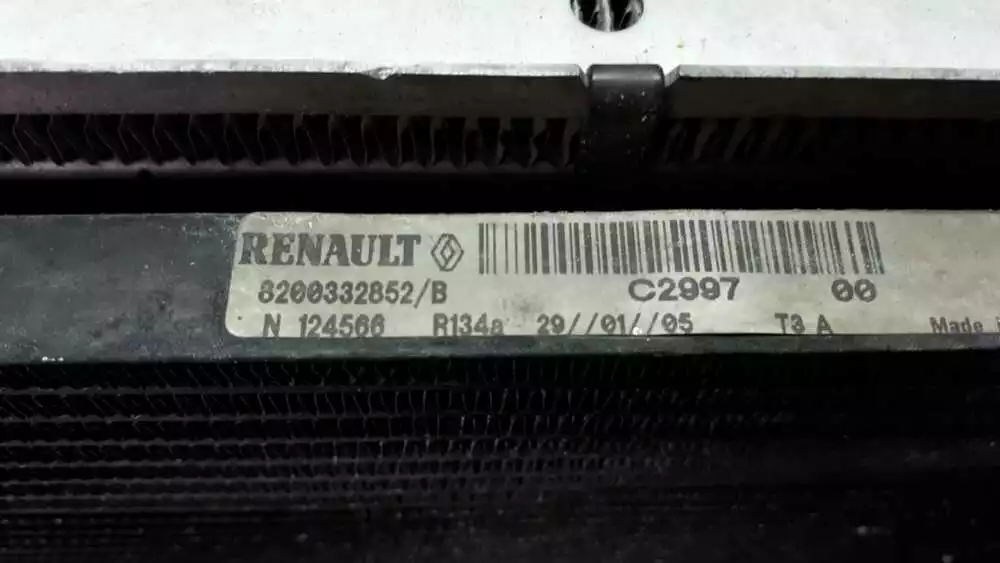 RENAULT
8200332852/B C2997 00
N 124566 R134a 29//01//05 T3 A Made